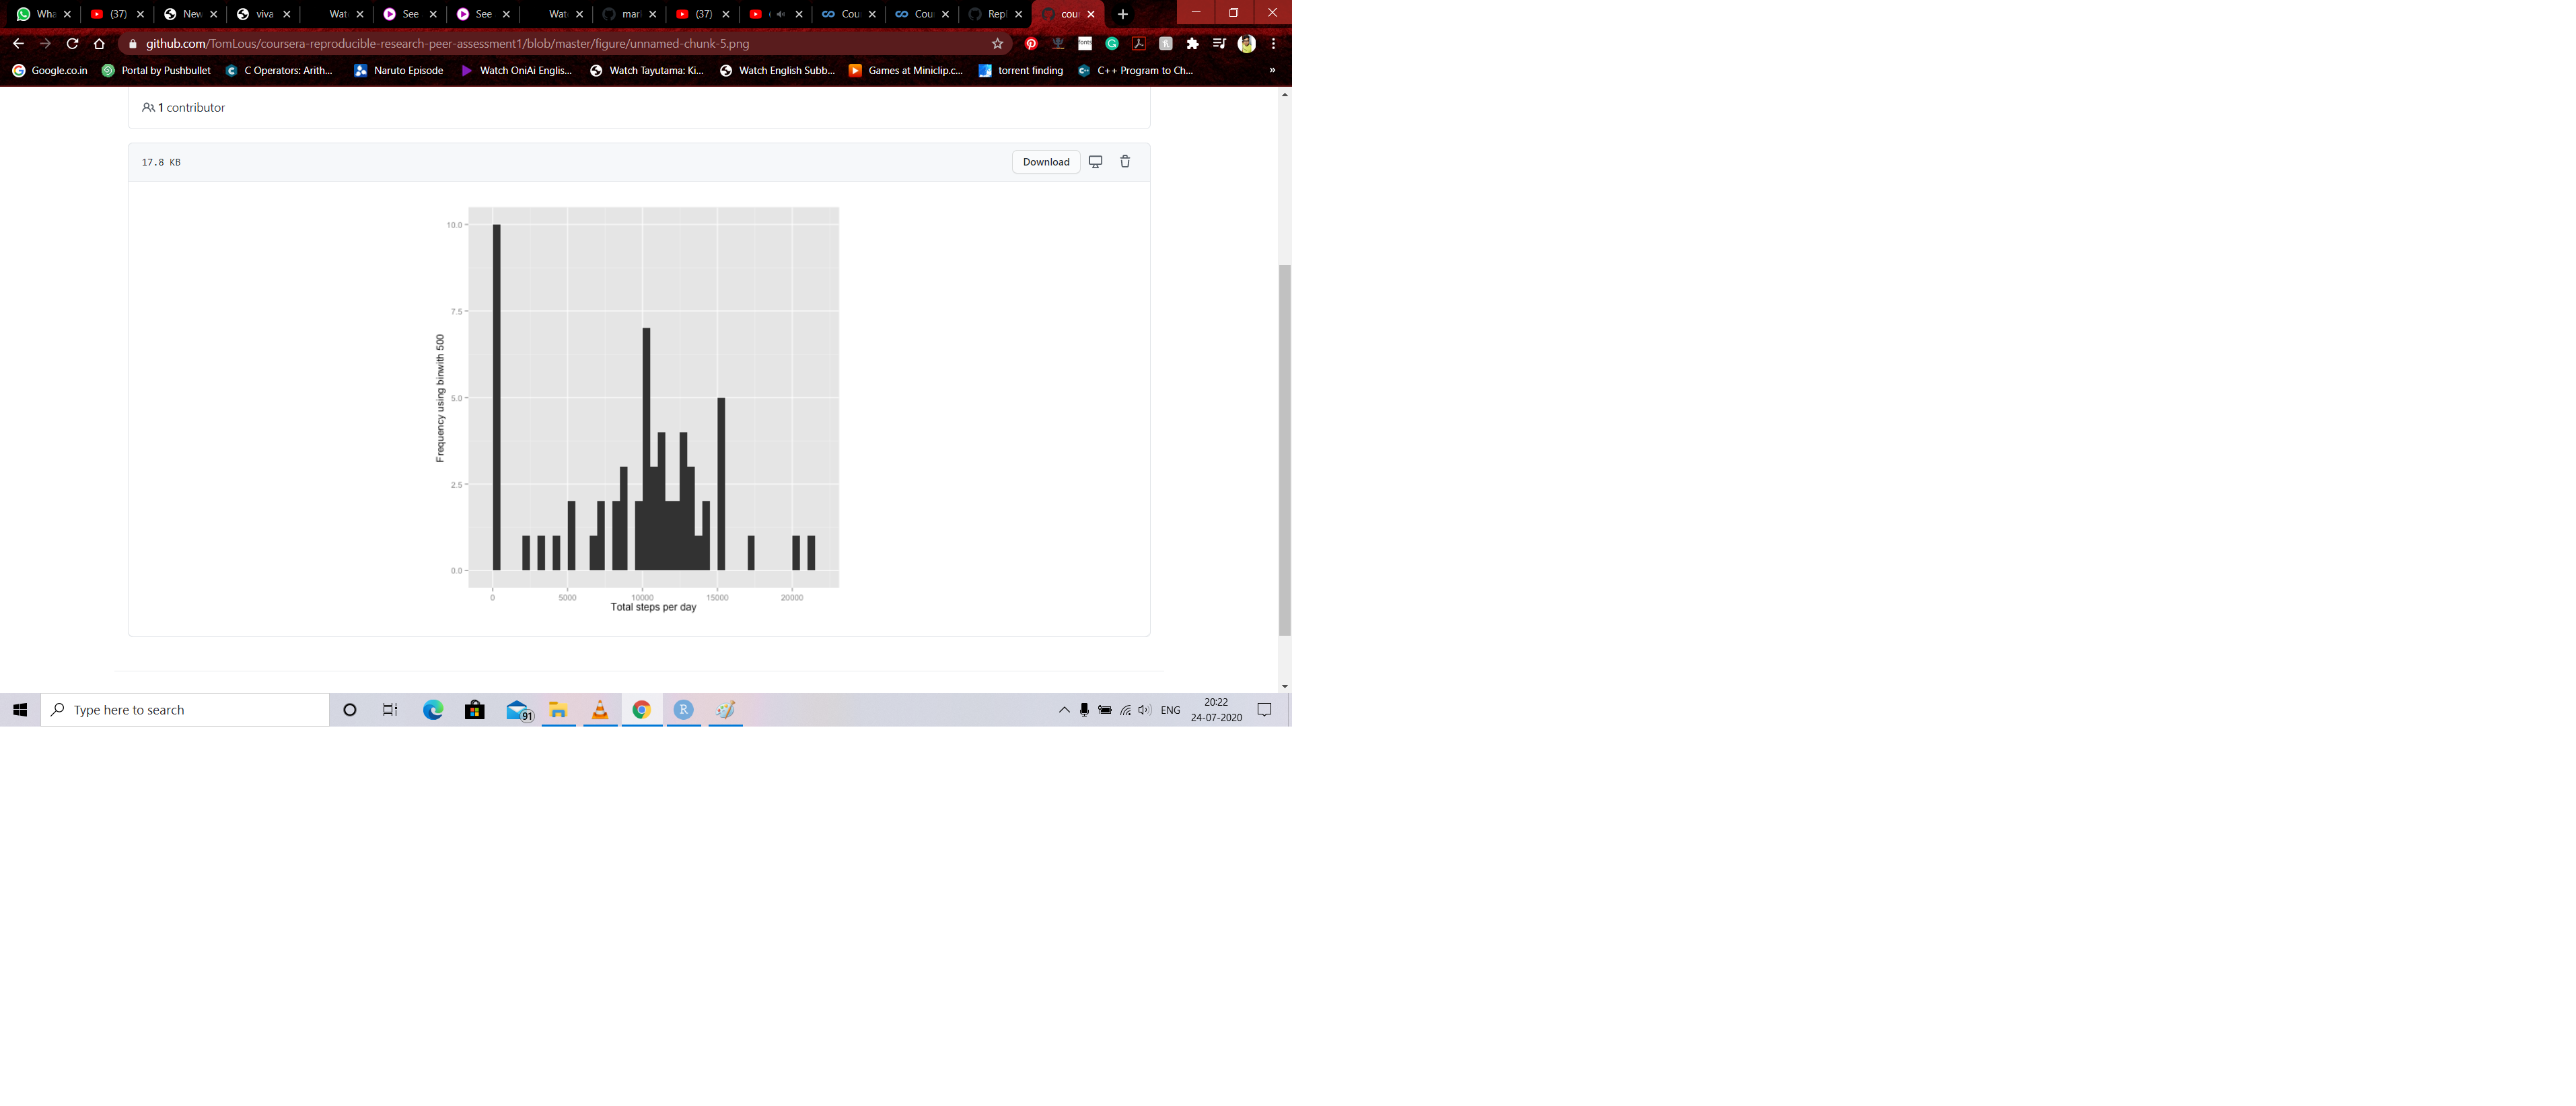 Wha (37) New viva Wat See See Wat mar (37) Cou Cou Rep cou
github.com/TomLous/coursera-reproducible-research-peer-assessment1/blob/master/figure/unnamed-chunk-5.png
Google.co.in Portal by Pushbullet C Operators: Arith... Naruto Episode Watch OniAi Englis... Watch Tayutama: Ki... Watch English Subb... Games at Miniclip.c... torrent finding C++ Program to Ch... »
1 contributor
17.8 KB Download
10.0
7.5
5.0
2.5
0.0
Frequency using binwith 500
0 5000 10000 15000 20000
Total steps per day
Type here to search
91
R
ENG
20:22
24-07-2020